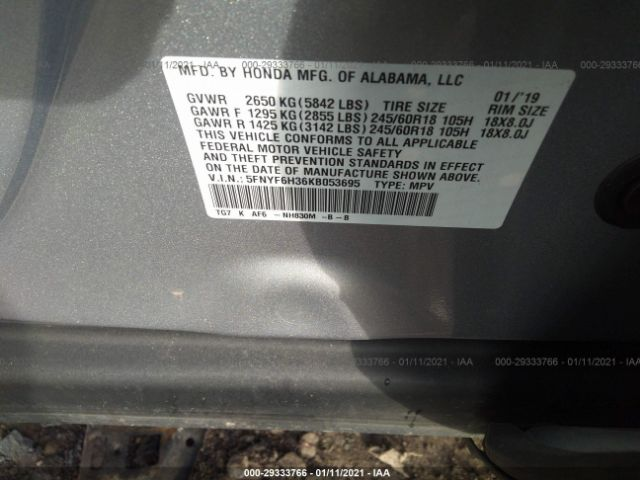 000-29333766 - 01/11/2021 - IAA
MFD. BY HONDA MFG. OF ALABAMA, LLC
01/'19
GVWR 2650 KG (5842 LBS) TIRE SIZE RIM SIZE
GAWR F 1295 KG (2855 LBS) 245/60R18 105H 18X8.0J
GAWR R 1425 KG (3142 LBS) 245/60R18 105H 18X8.0J
THIS VEHICLE CONFORMS TO ALL APPLICABLE
FEDERAL MOTOR VEHICLE SAFETY
AND THEFT PREVENTION STANDARDS IN EFFECT
ON THE DATE OF MANUFACTURE SHOWN ABOVE
V.I.N.: 5FNYF6H36KB053695 TYPE: MPV
TG7 K AF6 - NH830M -B - B
000-29333766 - 01/11/2021 - IAA
000-29333766 - 01/11/2021 - IAA
000-29333766 - 01/11/2021 - IAA